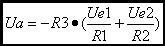 Ua = −R3 • (Ue1/R1 + Ue2/R2)